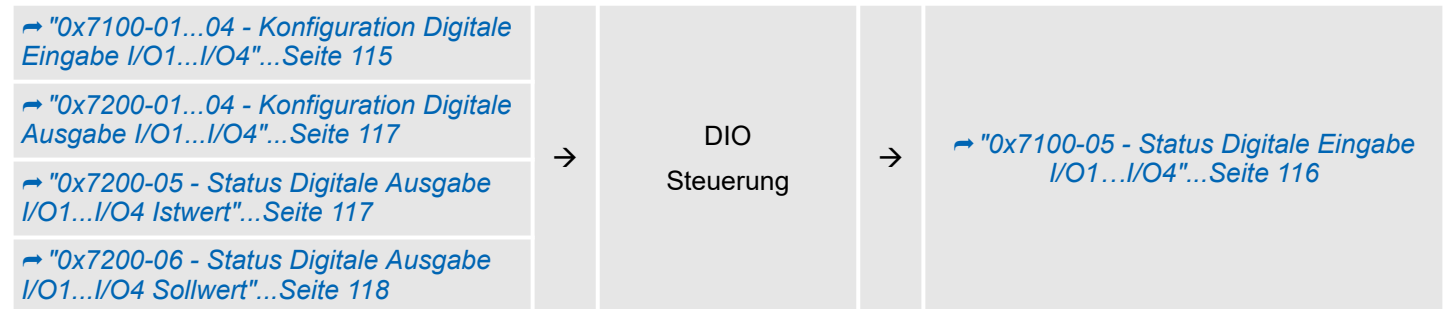 ➦ "0x7100-01...04 - Konfiguration Digitale
Eingabe I/O1...I/O4"...Seite 115
➦ "0x7200-01...04 - Konfiguration Digitale
Ausgabe I/O1...I/O4"...Seite 117
➦ "0x7200-05 - Status Digitale Ausgabe
I/O1...I/O4 Istwert"...Seite 117
➦ "0x7200-06 - Status Digitale Ausgabe
I/O1...I/O4 Sollwert"...Seite 118
→
DIO
Steuerung
→
➦ "0x7100-05 - Status Digitale Eingabe
I/O1…I/O4"...Seite 116